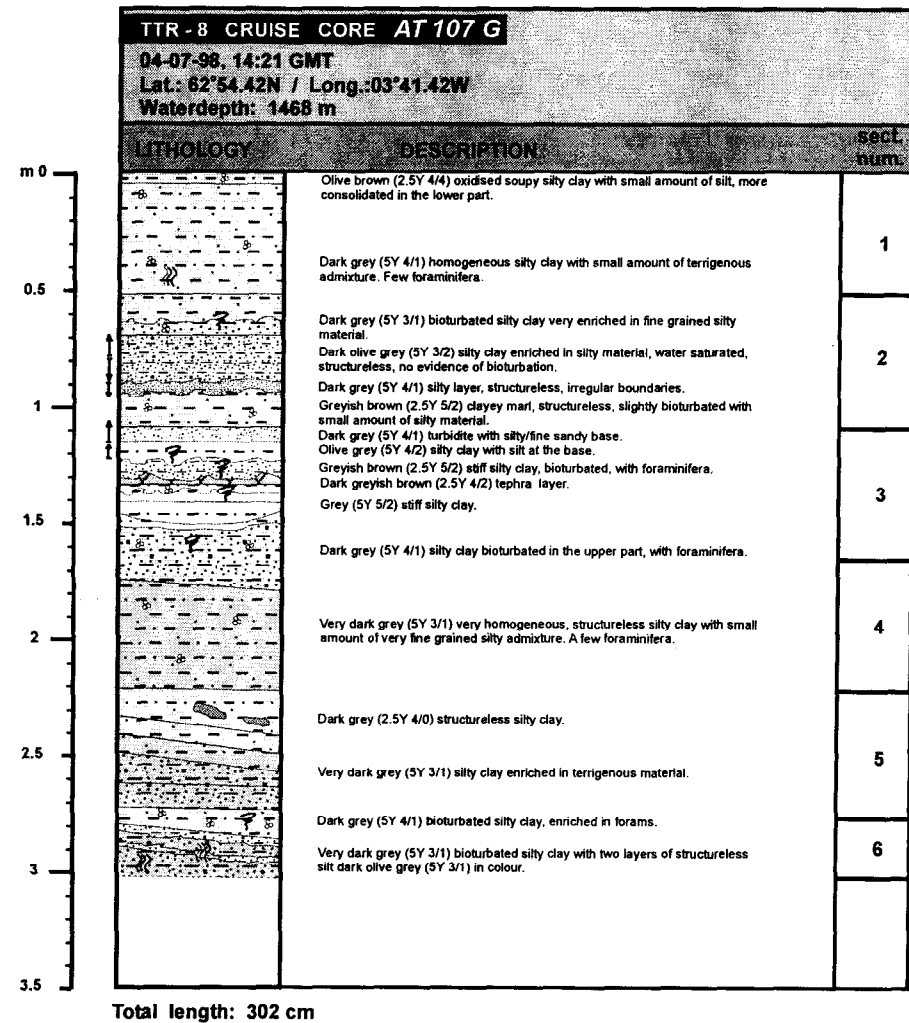 TTR - 8 CRUISE CORE AT 107 G
04-07-98, 14:21 GMT
Lat.: 62°54.42N / Long.:03°41.42W
Waterdepth: 1468 m
LITHOLOGY DESCRIPTION sect. num.
m 0
Olive brown (2.5Y 4/4) oxidised soupy silty clay with small amount of silt, more
consolidated in the lower part.
1
Dark grey (5Y 4/1) homogeneous silty clay with small amount of terrigenous
admixture. Few foraminifera.
0.5
Dark grey (5Y 3/1) bioturbated silty clay very enriched in fine grained silty
material.
2
Dark olive grey (5Y 3/2) silty clay enriched in silty material, water saturated,
structureless, no evidence of bioturbation.
Dark grey (5Y 4/1) silty layer, structureless, irregular boundaries.
1
Greyish brown (2.5Y 5/2) clayey marl, structureless, slightly bioturbated with
small amount of silty material.
Dark grey (5Y 4/1) turbidite with silty/fine sandy base.
Olive grey (5Y 4/2) silty clay with silt at the base.
Greyish brown (2.5Y 5/2) stiff silty clay, bioturbated, with foraminifera.
Dark greyish brown (2.5Y 4/2) tephra layer.
3
Grey (5Y 5/2) stiff silty clay.
1.5
Dark grey (5Y 4/1) silty clay bioturbated in the upper part, with foraminifera.
Very dark grey (5Y 3/1) very homogeneous, structureless silty clay with small
amount of very fine grained silty admixture. A few foraminifera.
4
2
Dark grey (2.5Y 4/0) structureless silty clay.
2.5
5
Very dark grey (5Y 3/1) silty clay enriched in terrigenous material.
Dark grey (5Y 4/1) bioturbated silty clay, enriched in forams.
Very dark grey (5Y 3/1) bioturbated silty clay with two layers of structureless
silt dark olive grey (5Y 3/1) in colour.
6
3
3.5
Total length: 302 cm